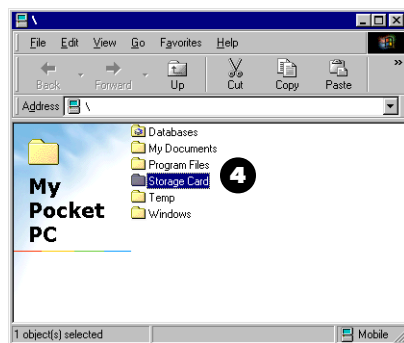 \
File Edit View Go Favorites Help
Back Forward Up Cut Copy Paste »
Address \
Databases
My Documents
Program Files
Storage Card
Temp
Windows
4
My
Pocket
PC
1 object(s) selected Mobile